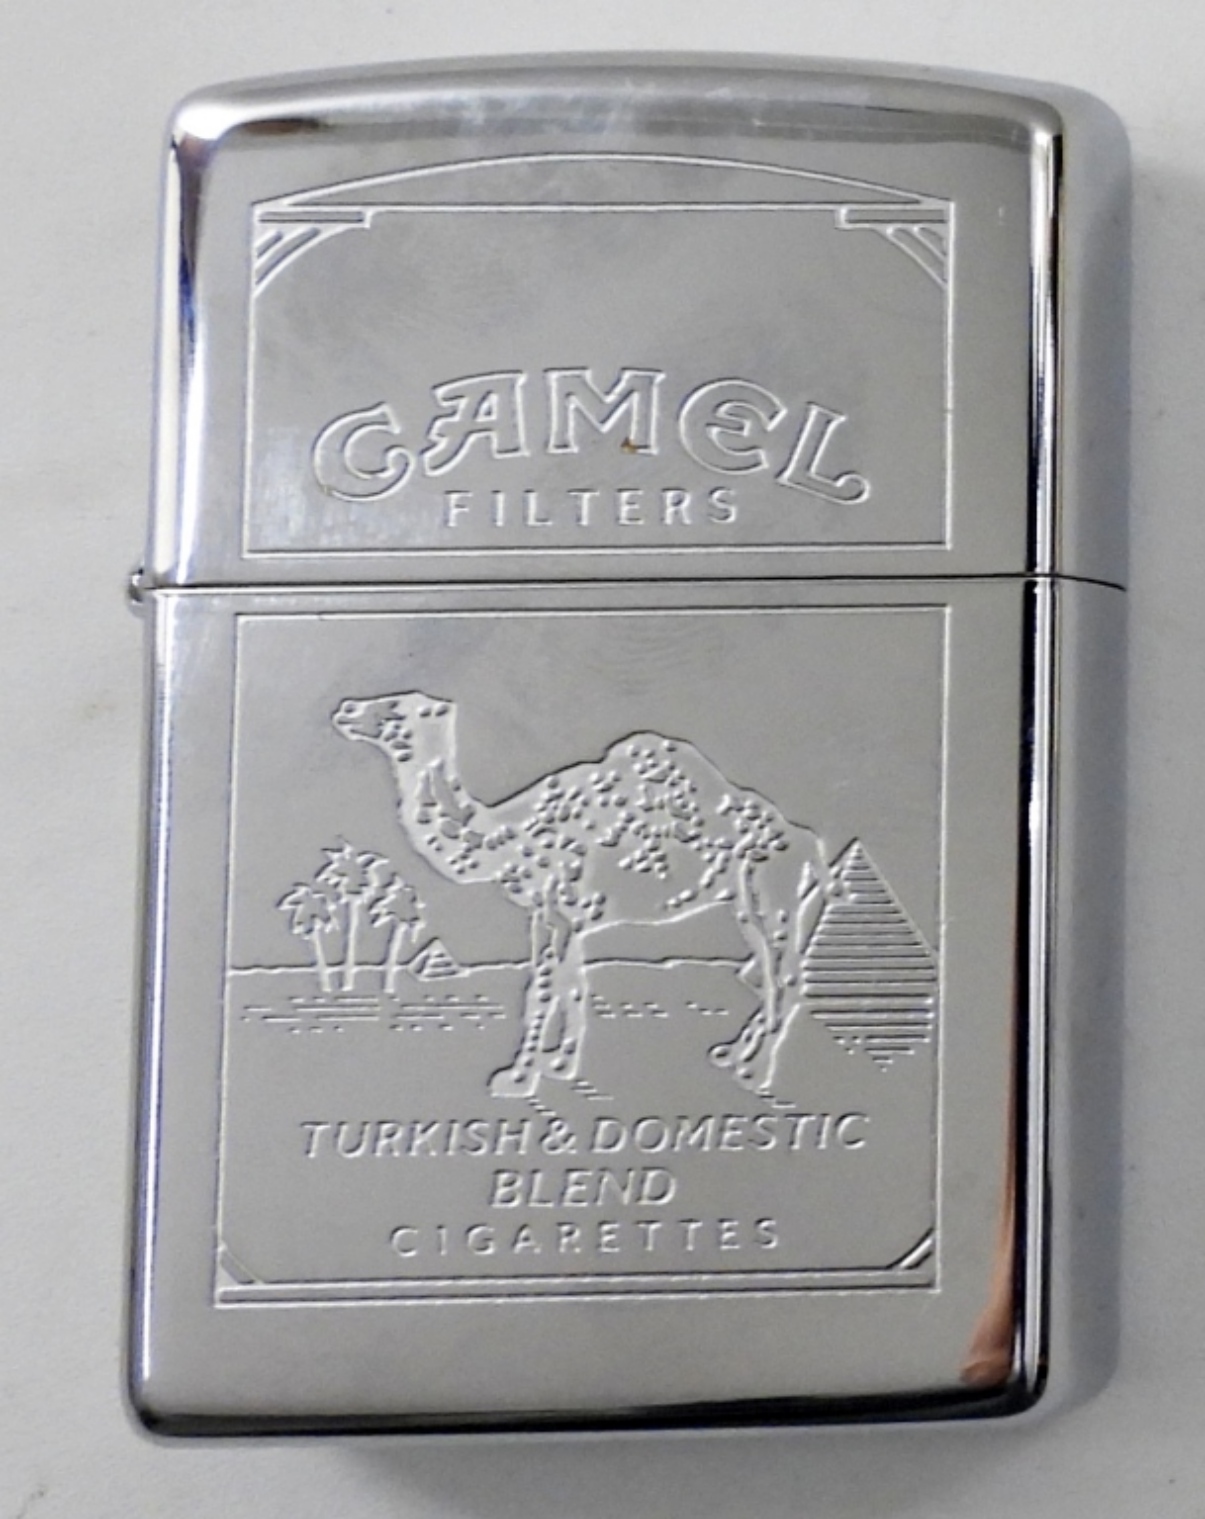 CAMEL
FILTERS
TURKISH & DOMESTIC
BLEND
CIGARETTES